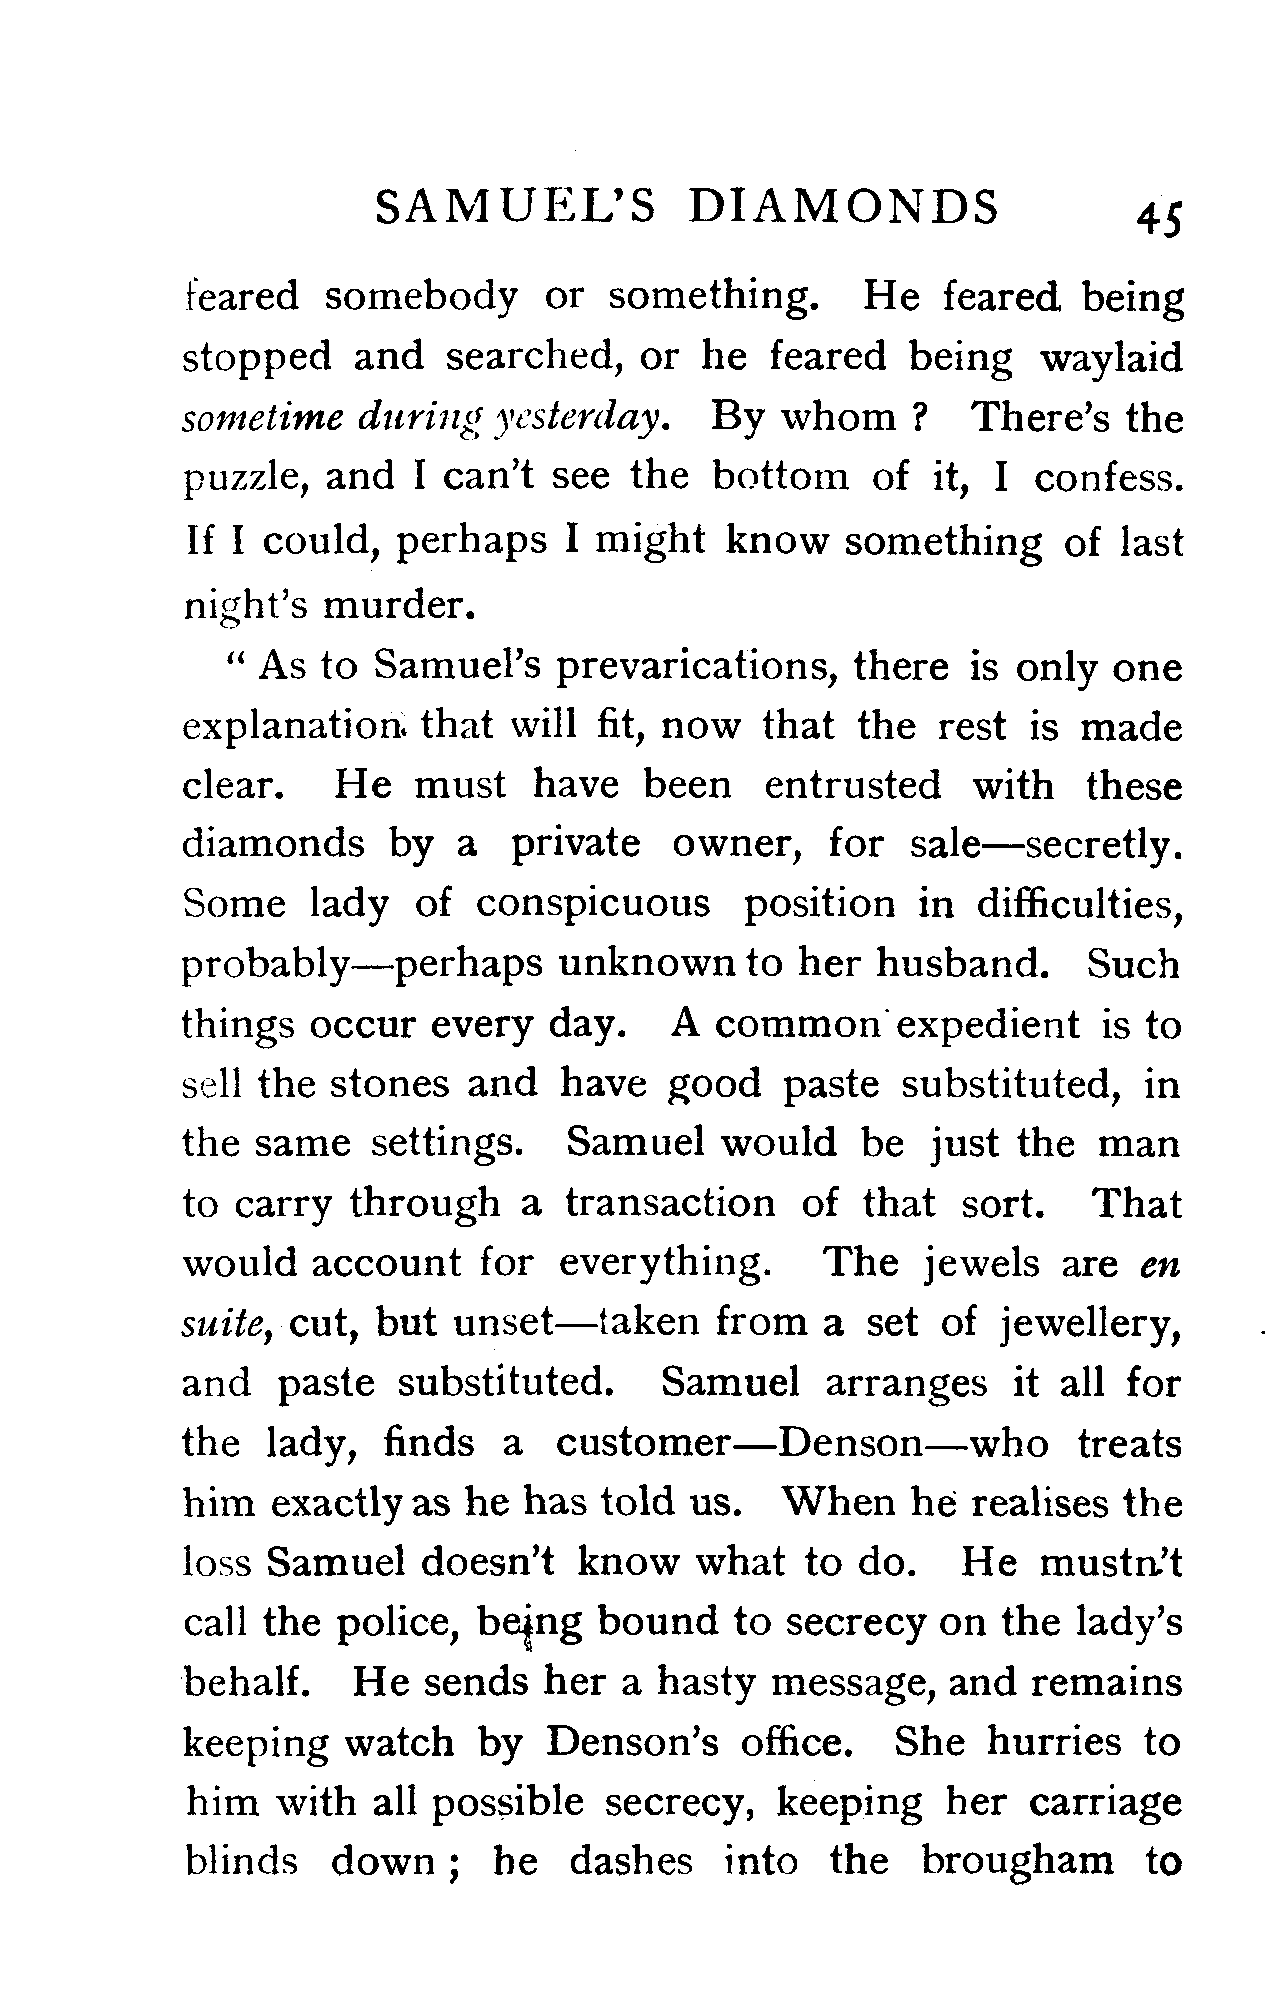 SAMUEL'S DIAMONDS 45
feared somebody or something. He feared being
stopped and searched, or he feared being waylaid
sometime during yesterday. By whom ? There's the
puzzle, and I can't see the bottom of it, I confess.
If I could, perhaps I might know something of last
night's murder.
“ As to Samuel's prevarications, there is only one
explanation that will fit, now that the rest is made
clear. He must have been entrusted with these
diamonds by a private owner, for sale—secretly.
Some lady of conspicuous position in difficulties,
probably—perhaps unknown to her husband. Such
things occur every day. A common expedient is to
sell the stones and have good paste substituted, in
the same settings. Samuel would be just the man
to carry through a transaction of that sort. That
would account for everything. The jewels are en
suite, cut, but unset—taken from a set of jewellery,
and paste substituted. Samuel arranges it all for
the lady, finds a customer—Denson—who treats
him exactly as he has told us. When he realises the
loss Samuel doesn't know what to do. He mustn't
call the police, being bound to secrecy on the lady's
behalf. He sends her a hasty message, and remains
keeping watch by Denson's office. She hurries to
him with all possible secrecy, keeping her carriage
blinds down ; he dashes into the brougham to